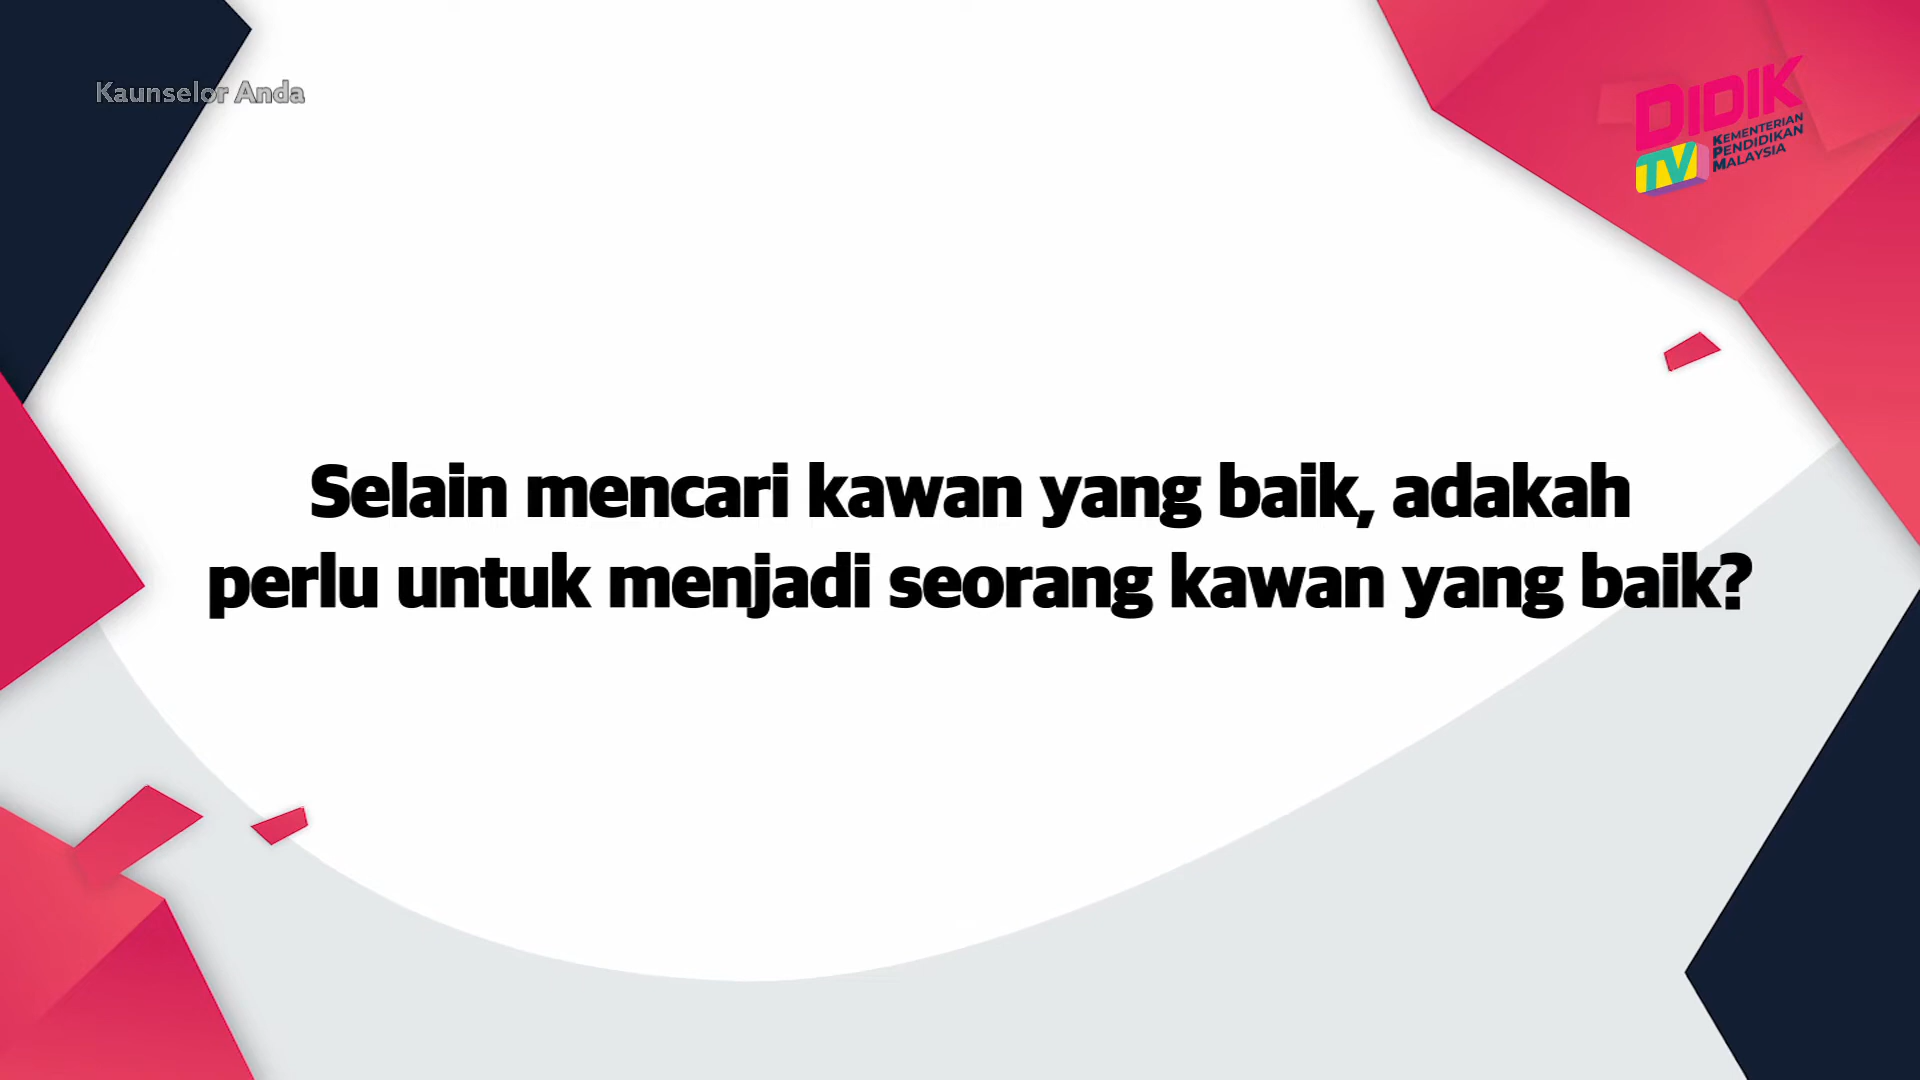 Kaunselor Anda
DIDIK
TV
KEMENTERIAN
PENDIDIKAN
MALAYSIA
Selain mencari kawan yang baik, adakah
perlu untuk menjadi seorang kawan yang baik?